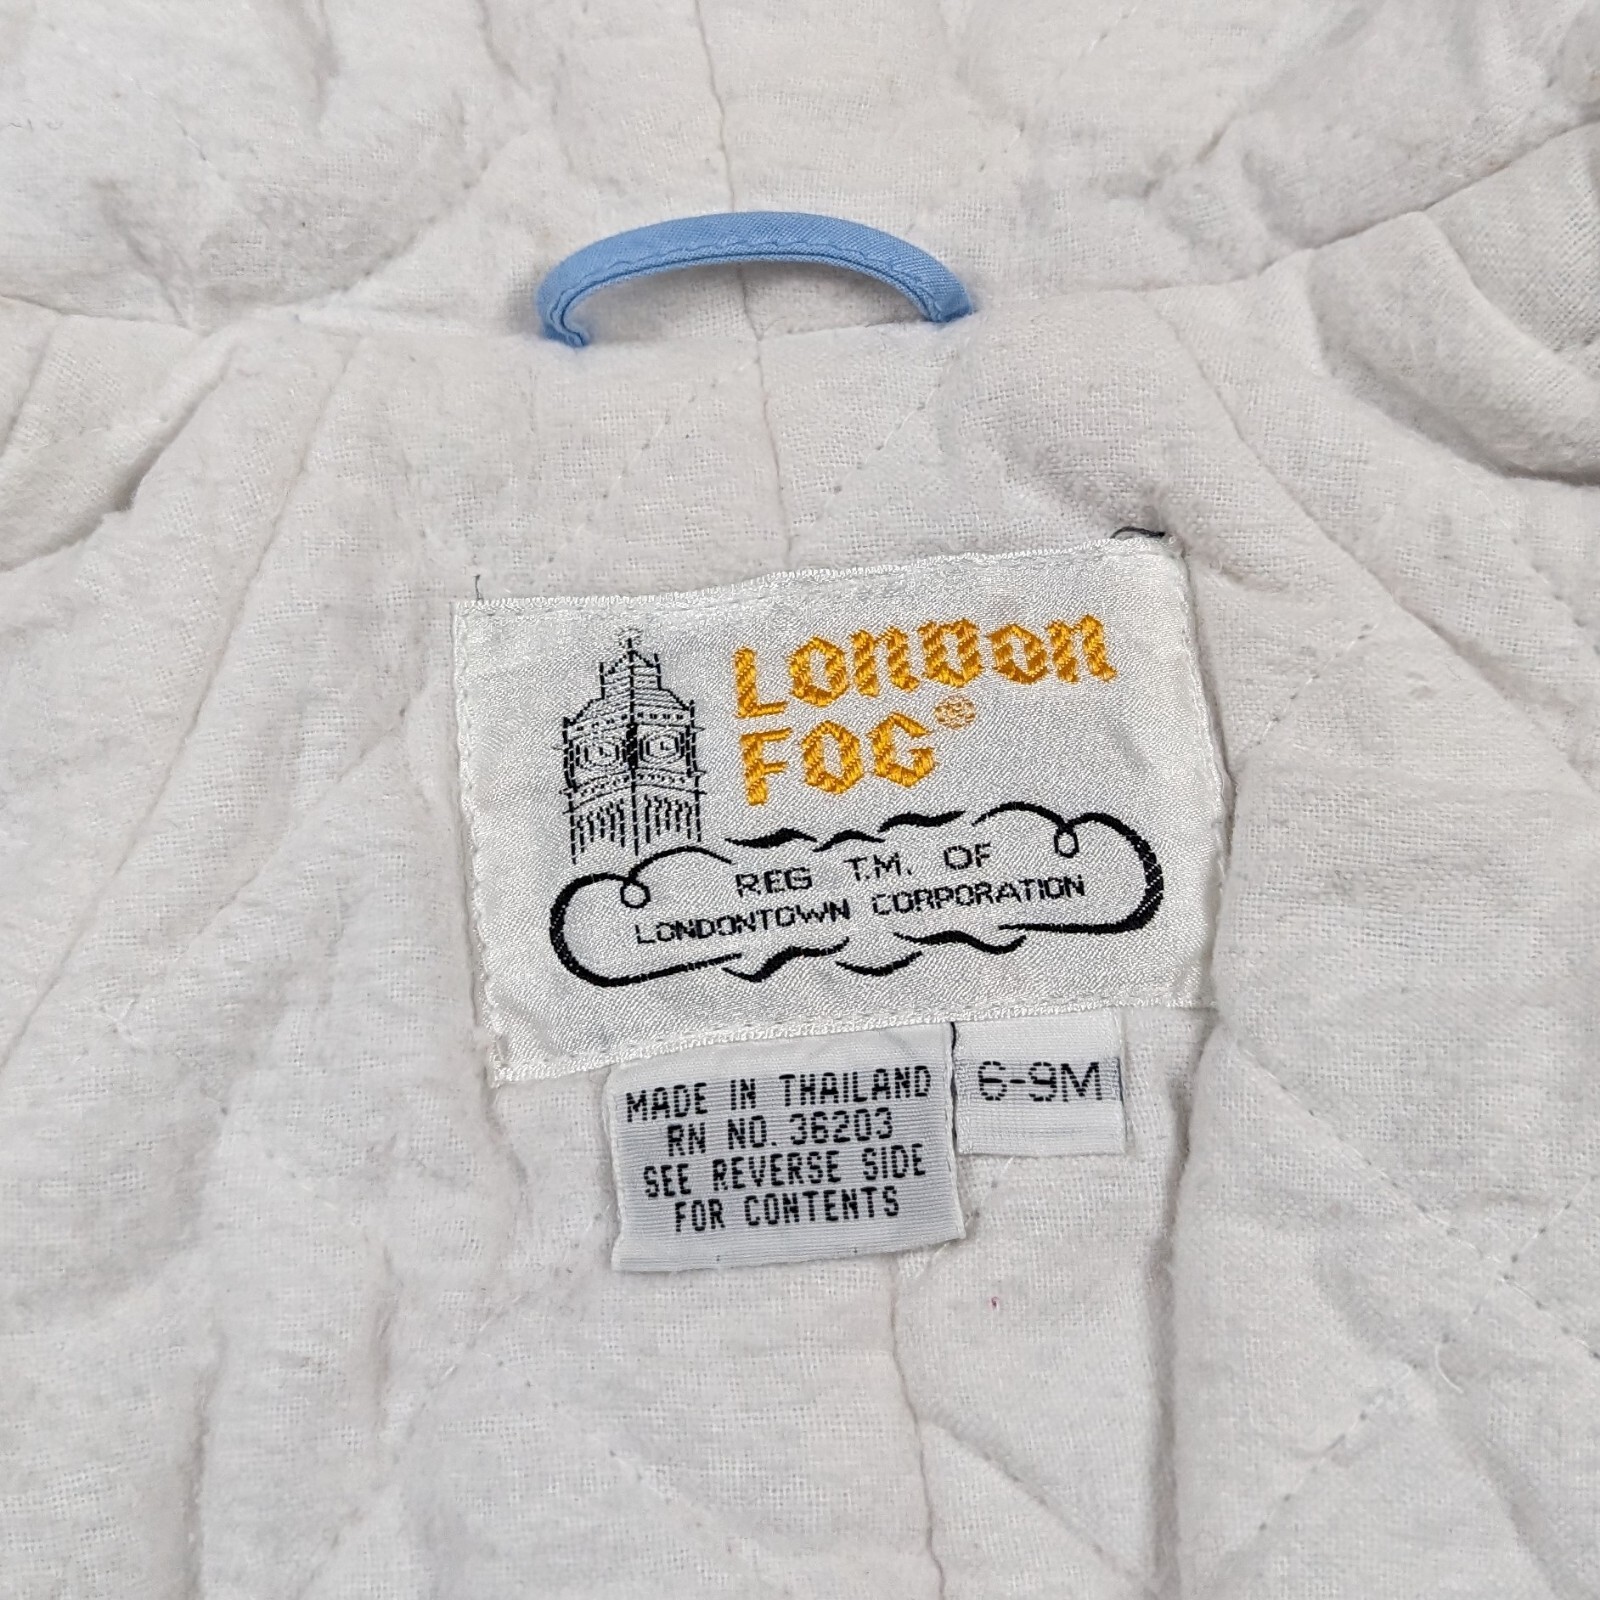 LONDON
FOG®
REG T.M. OF
LONDONTOWN CORPORATION
6-9M
MADE IN THAILAND
RN NO. 36203
SEE REVERSE SIDE
FOR CONTENTS